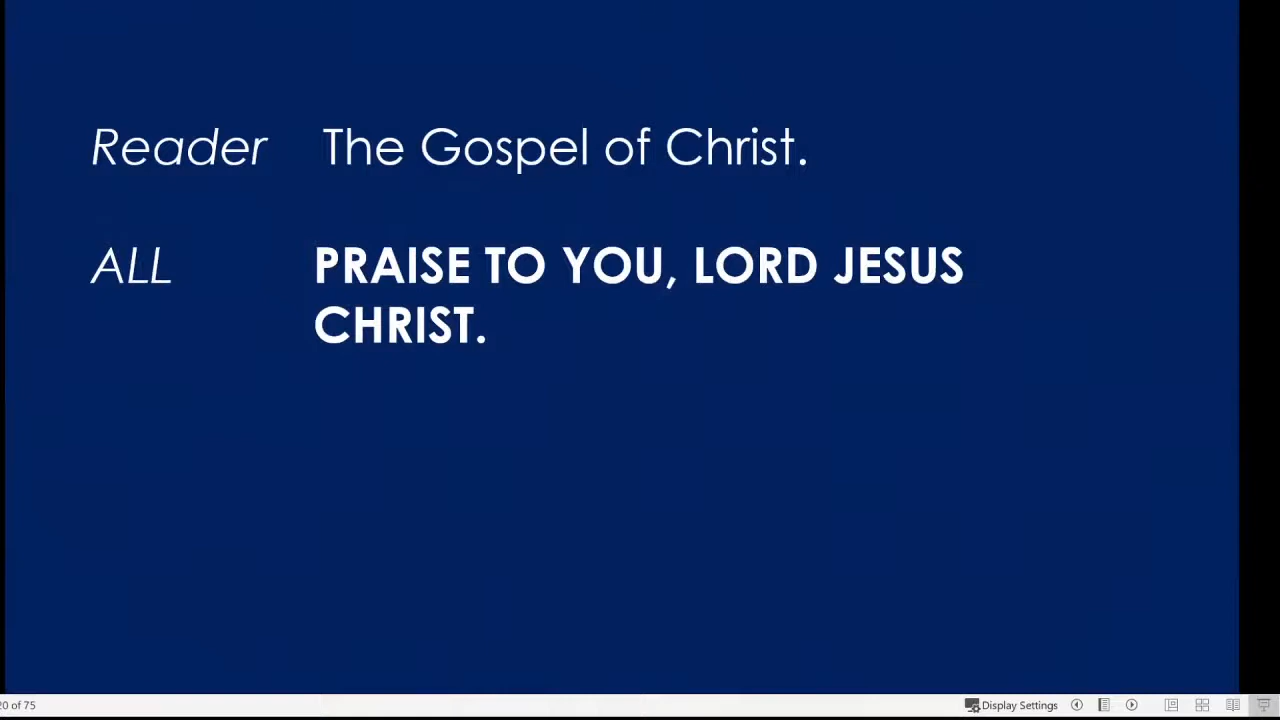 Reader The Gospel of Christ.
ALL PRAISE TO YOU, LORD JESUS
CHRIST.
20 of 75 Display Settings